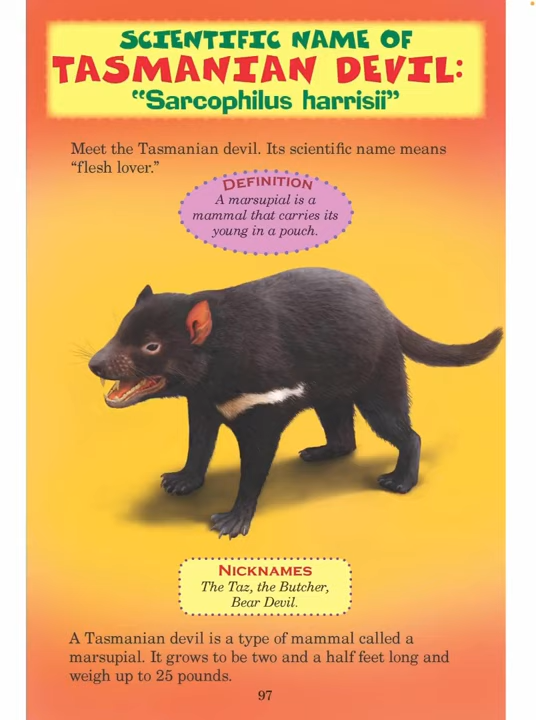 SCIENTIFIC NAME OF
TASMANIAN DEVIL:
“Sarcophilus harrisii”
Meet the Tasmanian devil. Its scientific name means
“flesh lover.”
DEFINITION
A marsupial is a
mammal that carries its
young in a pouch.
NICKNAMES
The Taz, the Butcher,
Bear Devil.
A Tasmanian devil is a type of mammal called a
marsupial. It grows to be two and a half feet long and
weigh up to 25 pounds.
97